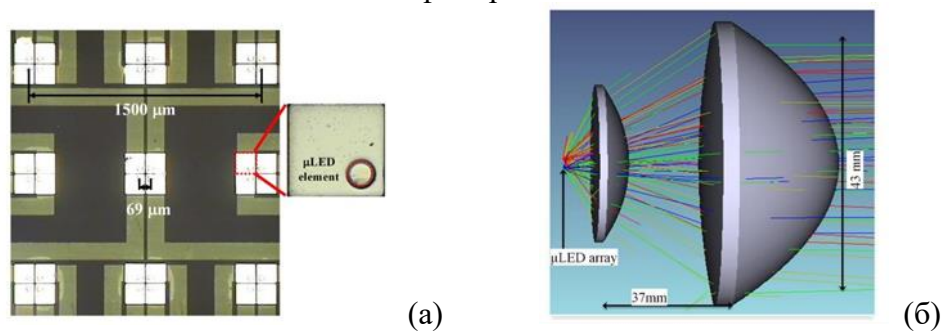 1500 µm
µLED
element
69 µm
(а)
µLED array
37mm
43 mm
(б)